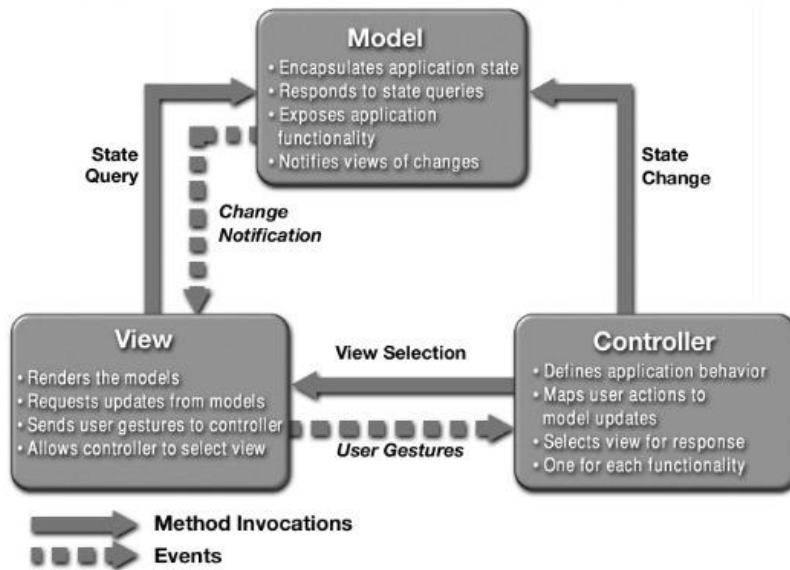 Model
• Encapsulates application state
• Responds to state queries
• Exposes application
functionality
• Notifies views of changes
State
Query
State
Change
Change
Notification
View
• Renders the models
• Requests updates from models
• Sends user gestures to controller
• Allows controller to select view
View Selection
User Gestures
Controller
• Defines application behavior
• Maps user actions to
model updates
• Selects view for response
• One for each functionality
Method Invocations
Events